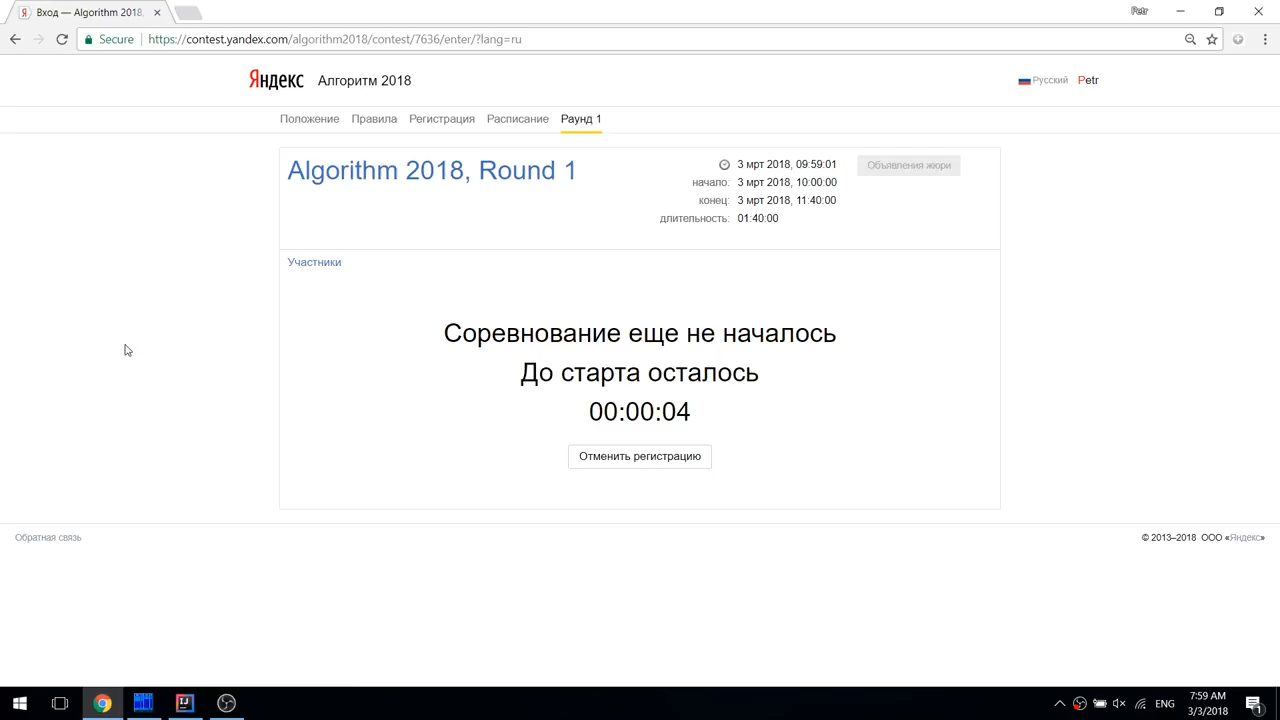 Вход — Algorithm 2018,
Petr
Secure
https://contest.yandex.com/algorithm2018/contest/7636/enter/?lang=ru
Яндекс Алгоритм 2018
Русский Petr
Положение Правила Регистрация Расписание Раунд 1
Algorithm 2018, Round 1
3 мрт 2018, 09:59:01
Объявления жюри
начало: 3 мрт 2018, 10:00:00
конец: 3 мрт 2018, 11:40:00
длительность: 01:40:00
Участники
Соревнование еще не началось
До старта осталось
00:00:04
Отменить регистрацию
Обратная связь
© 2013–2018 ООО «Яндекс»
7:59 AM
ENG
3/3/2018
1